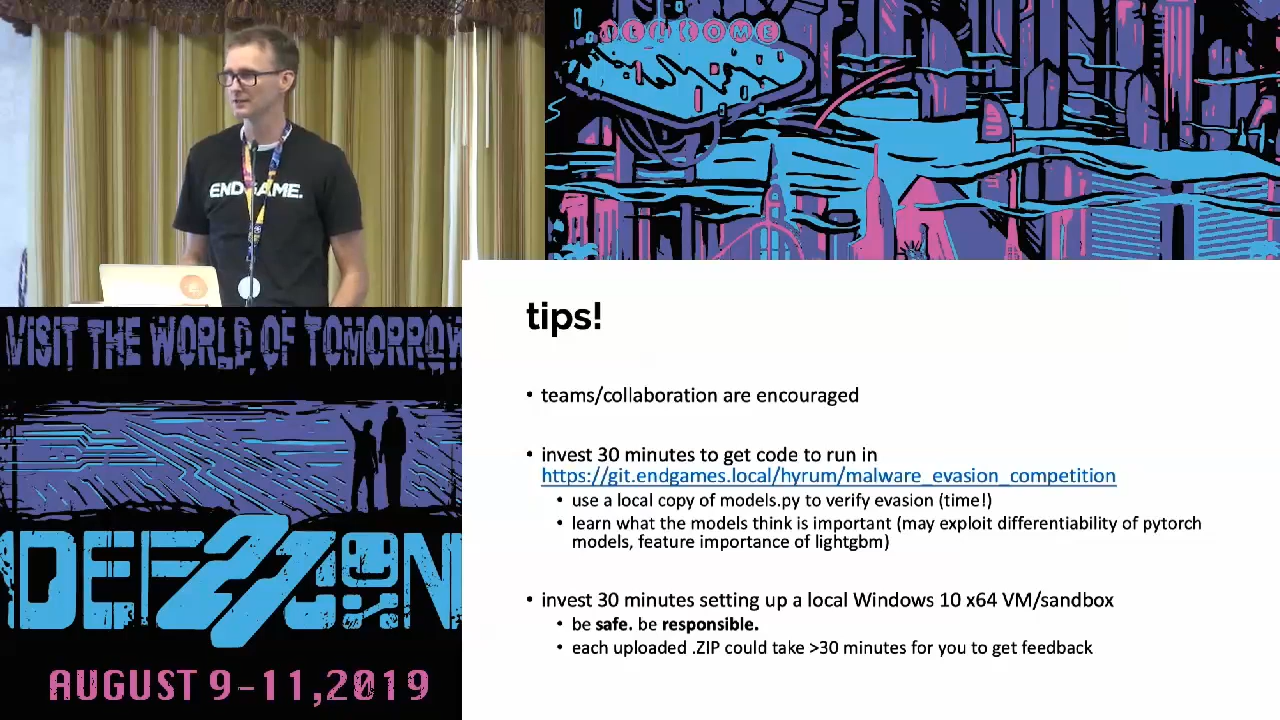 WELCOME
ENDGAME.
tips!
• teams/collaboration are encouraged
• invest 30 minutes to get code to run in
https://git.endgames.local/hyrum/malware_evasion_competition
• use a local copy of models.py to verify evasion (time!)
• learn what the models think is important (may exploit differentiability of pytorch
models, feature importance of lightgbm)
• invest 30 minutes setting up a local Windows 10 x64 VM/sandbox
• be safe. be responsible.
• each uploaded .ZIP could take >30 minutes for you to get feedback
VISIT THE WORLD OF TOMORROW
DEF27CON
AUGUST 9-11,2019